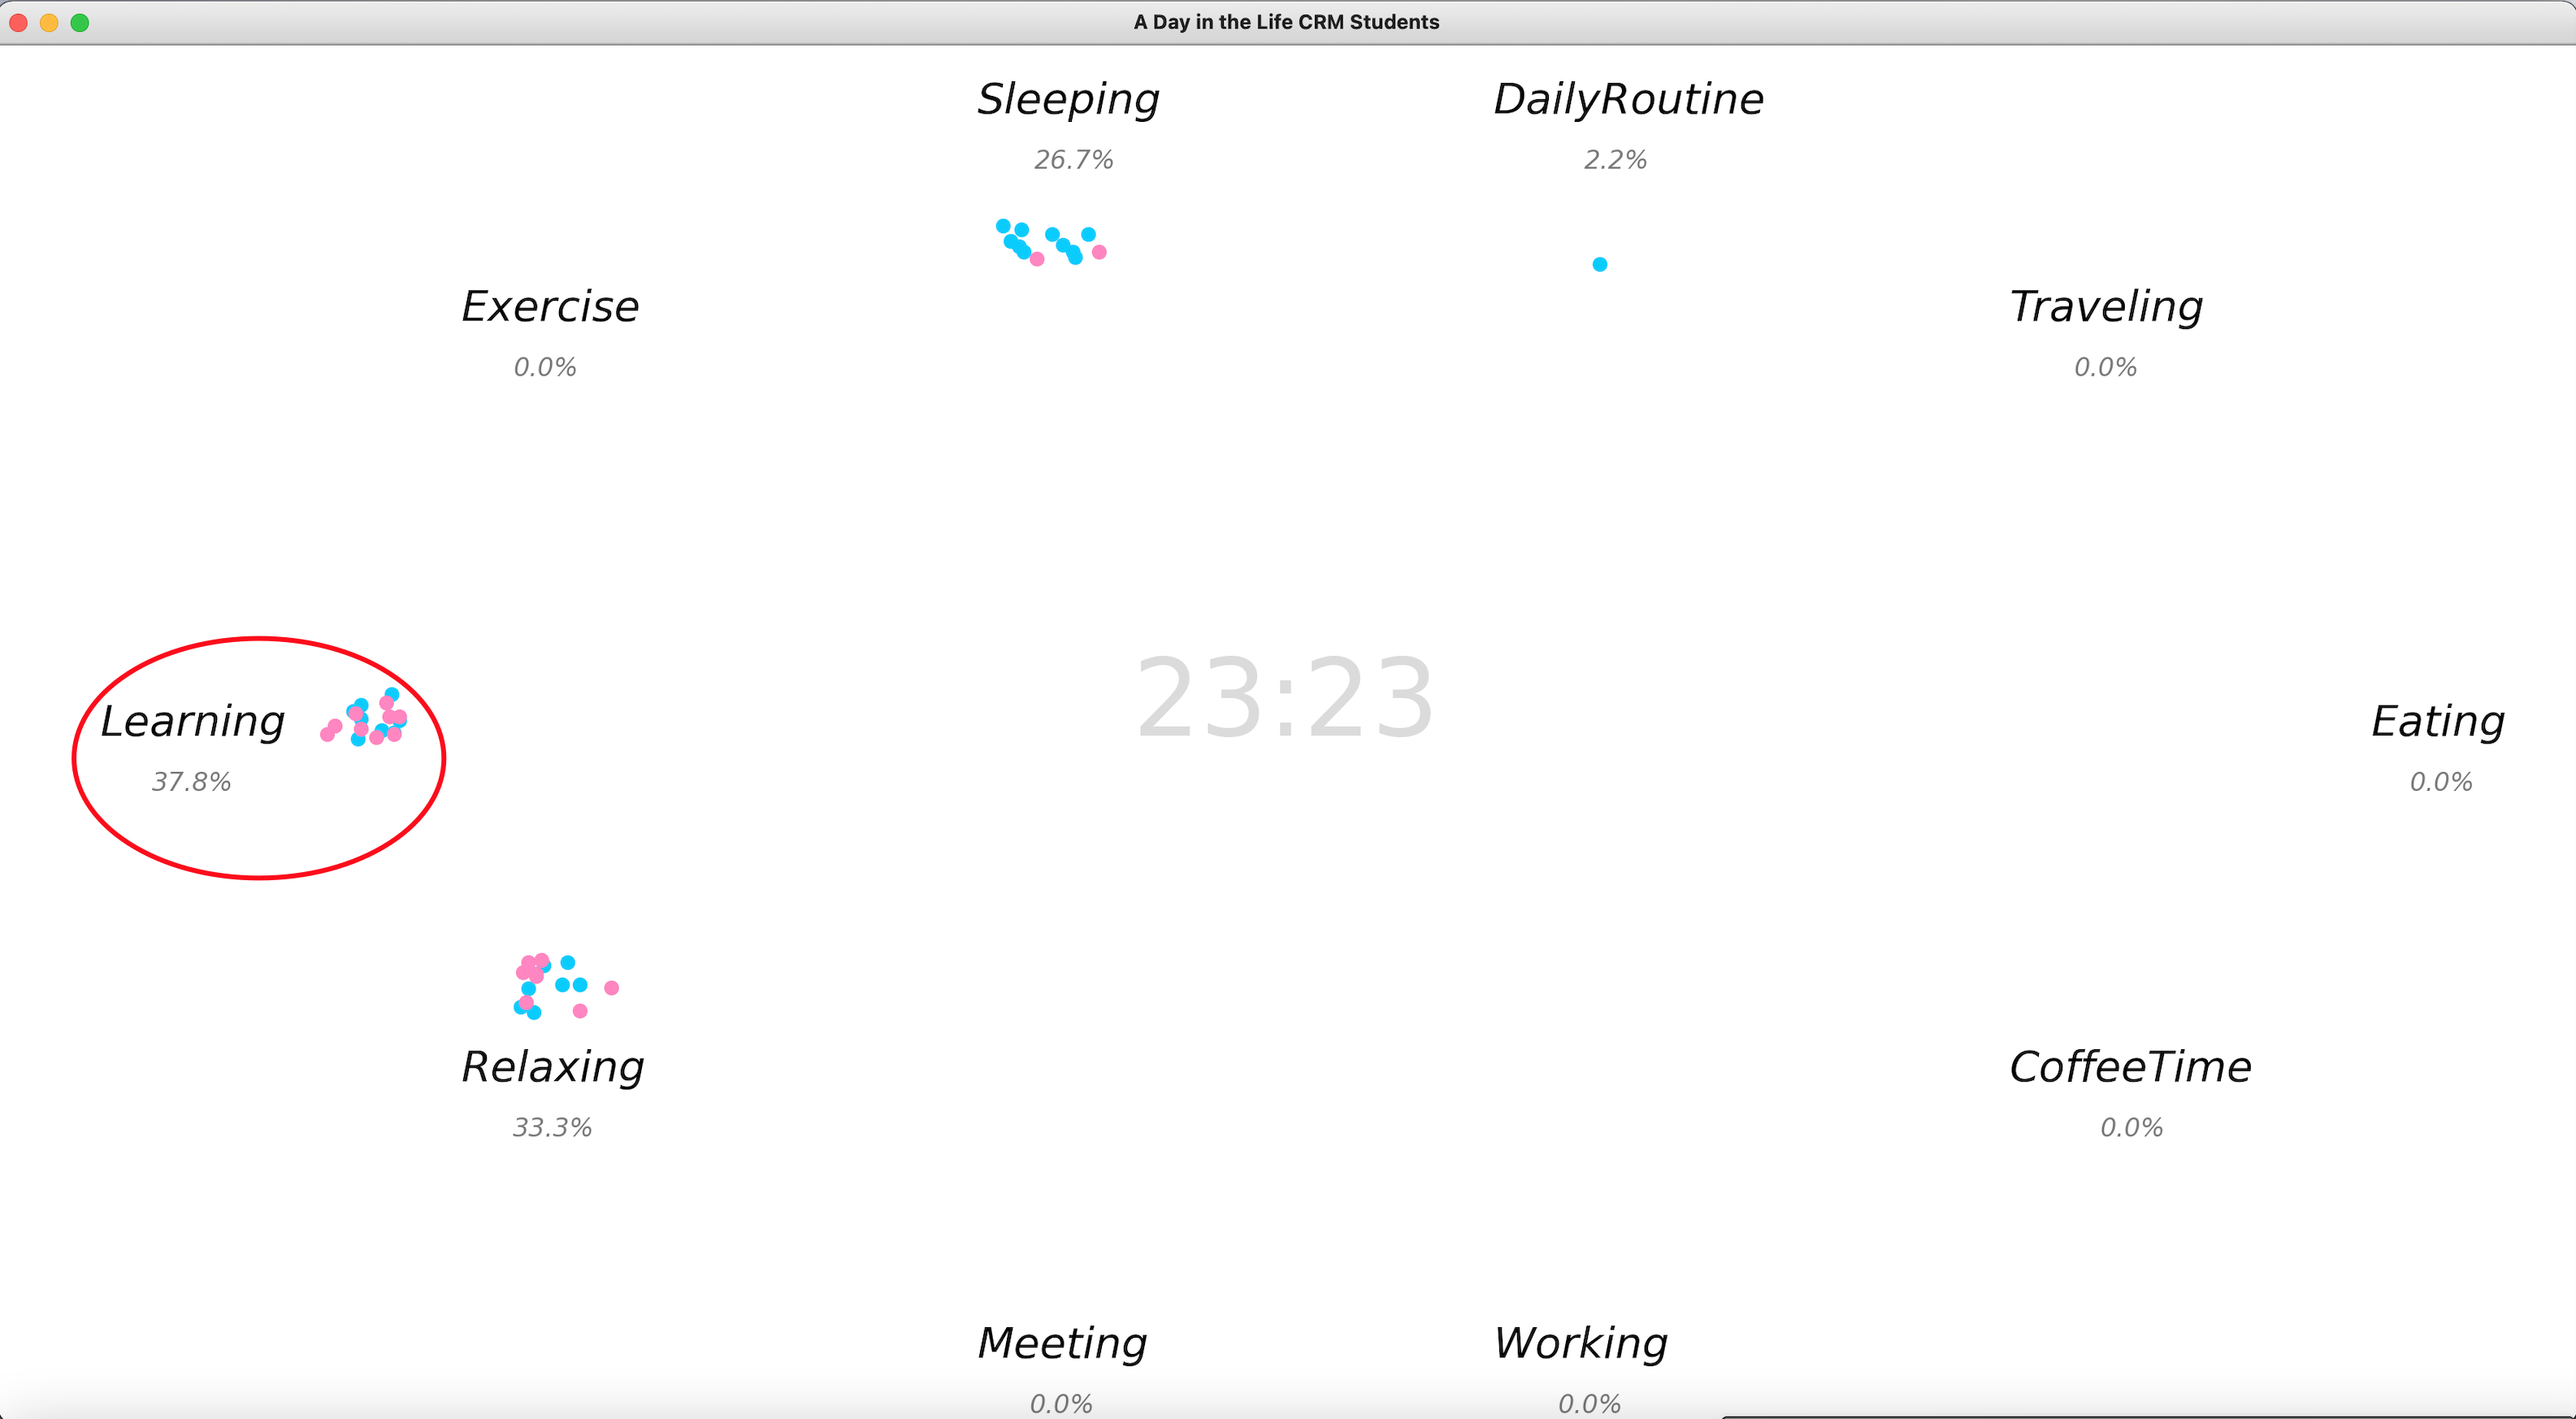 A Day in the Life CRM Students
Sleeping
26.7%
DailyRoutine
2.2%
Exercise
0.0%
Traveling
0.0%
23:23
Learning
37.8%
Eating
0.0%
Relaxing
33.3%
CoffeeTime
0.0%
Meeting
0.0%
Working
0.0%